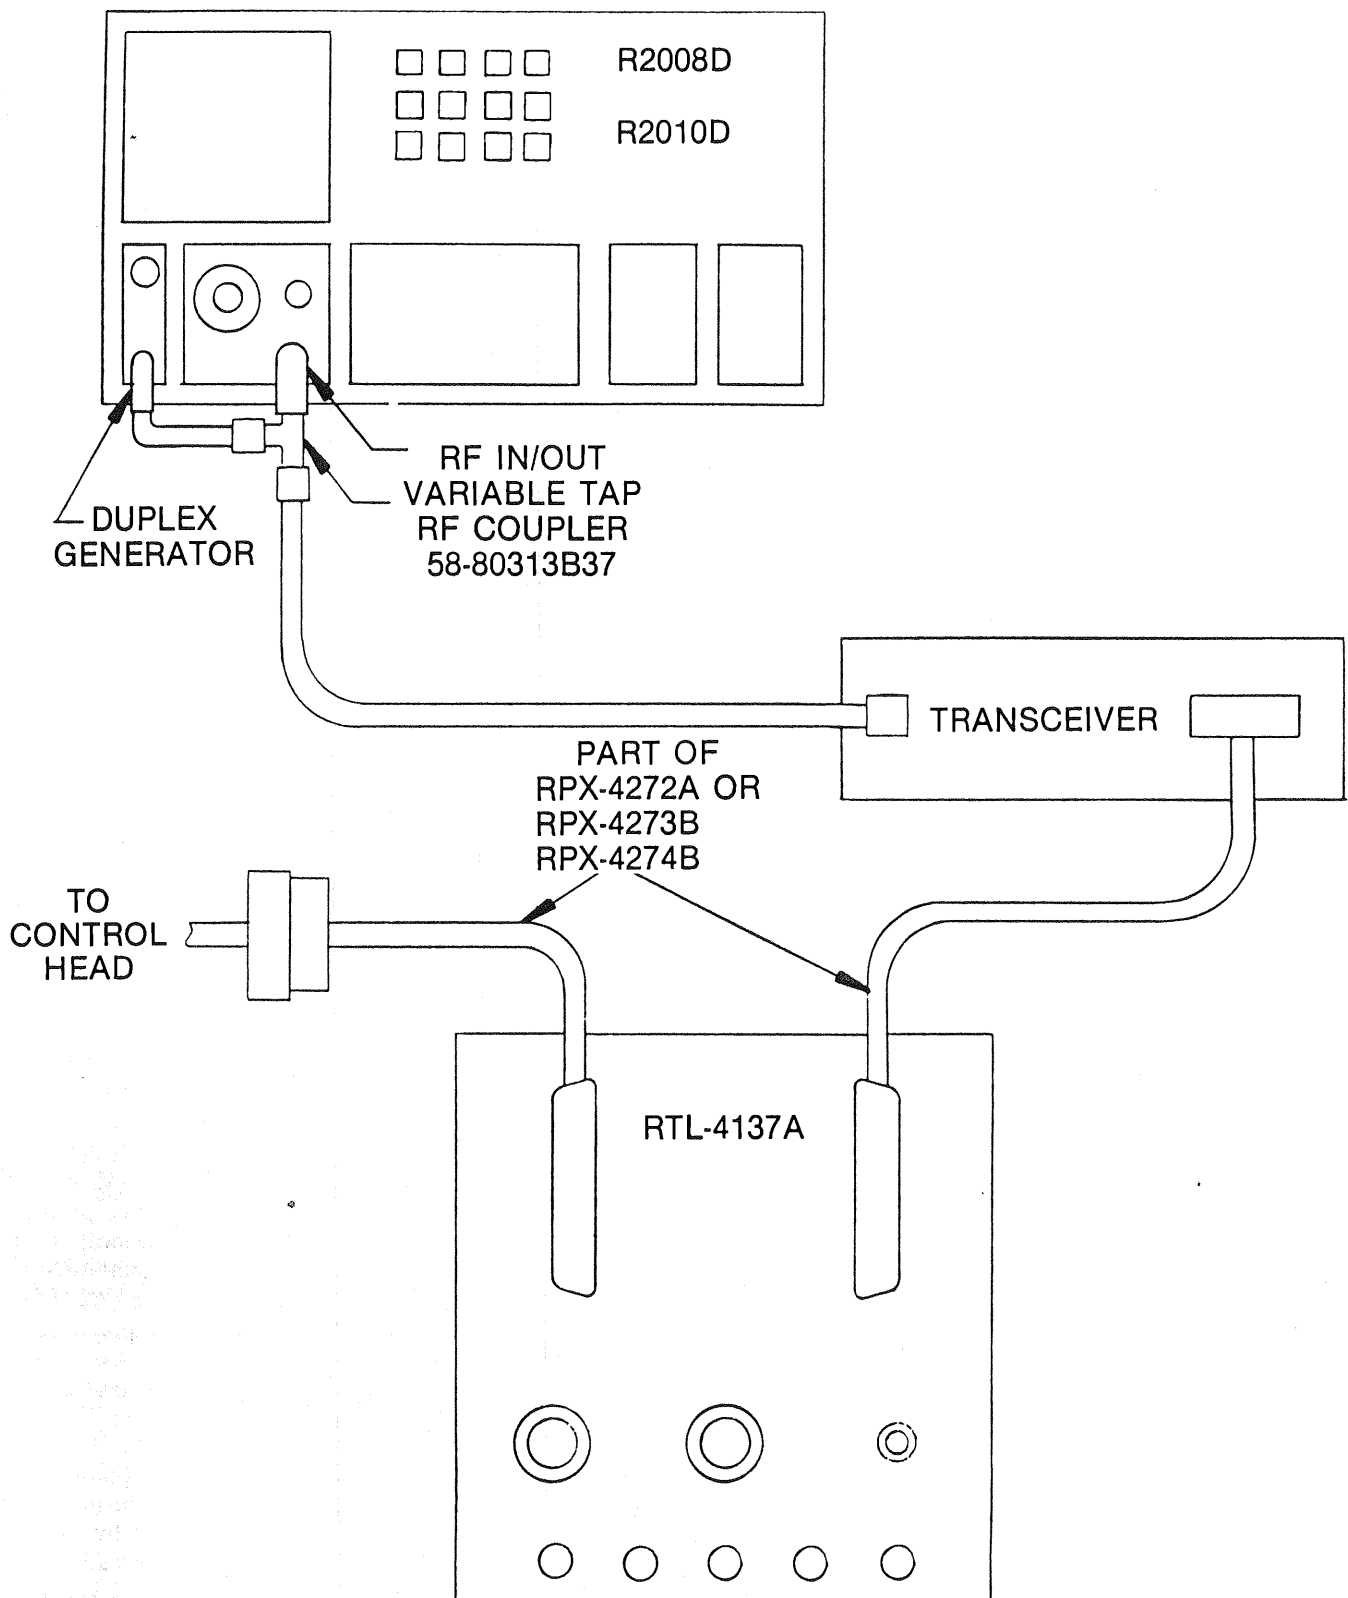 R2008D
R2010D
RF IN/OUT
VARIABLE TAP
RF COUPLER
58-80313B37
DUPLEX
GENERATOR
TRANSCEIVER
PART OF
RPX-4272A OR
RPX-4273B
RPX-4274B
TO
CONTROL
HEAD
RTL-4137A